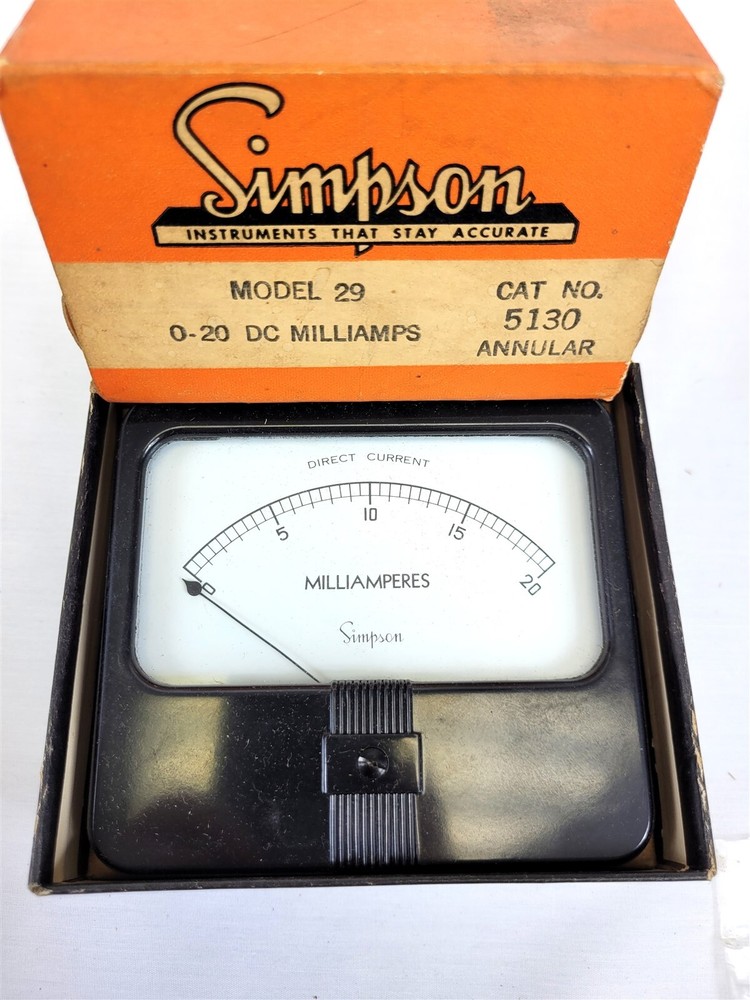 Simpson
INSTRUMENTS THAT STAY ACCURATE
MODEL 29
0-20 DC MILLIAMPS
CAT NO.
5130
ANNULAR
DIRECT CURRENT
0 5 10 15 20
MILLIAMPERES
Simpson